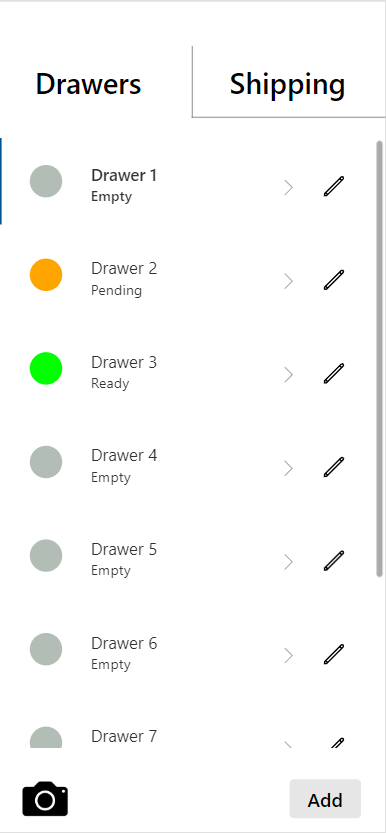 Drawers
Shipping
Drawer 1
Empty
Drawer 2
Pending
Drawer 3
Ready
Drawer 4
Empty
Drawer 5
Empty
Drawer 6
Empty
Drawer 7
Add